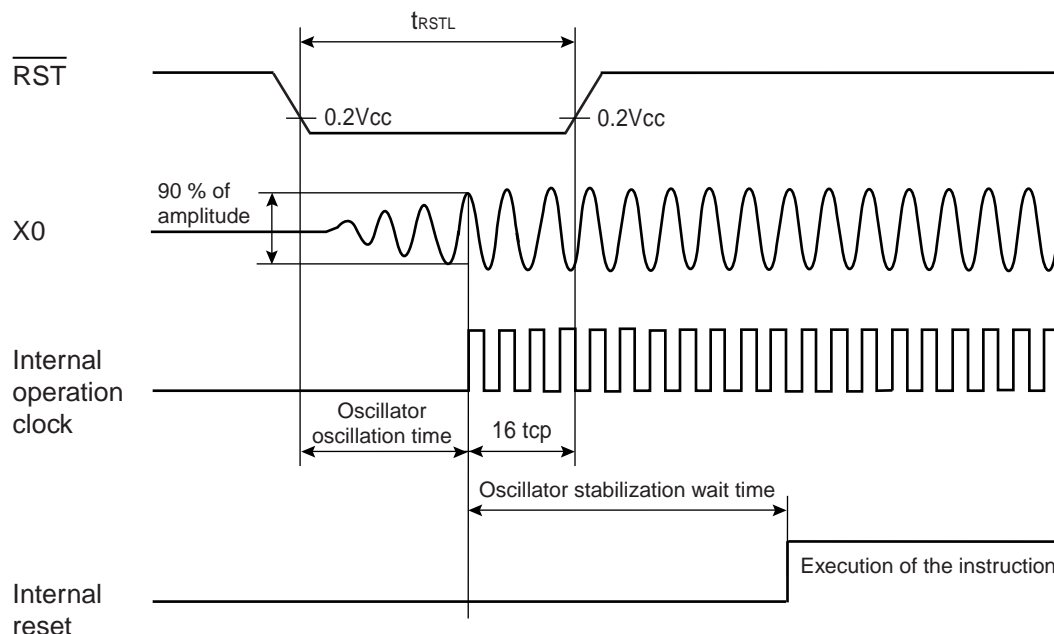 tRSTL
RST
0.2Vcc
0.2Vcc
90 % of
amplitude
X0
Internal
operation
clock
Oscillator
oscillation time
16 tcp
Oscillator stabilization wait time
Execution of the instruction
Internal
reset